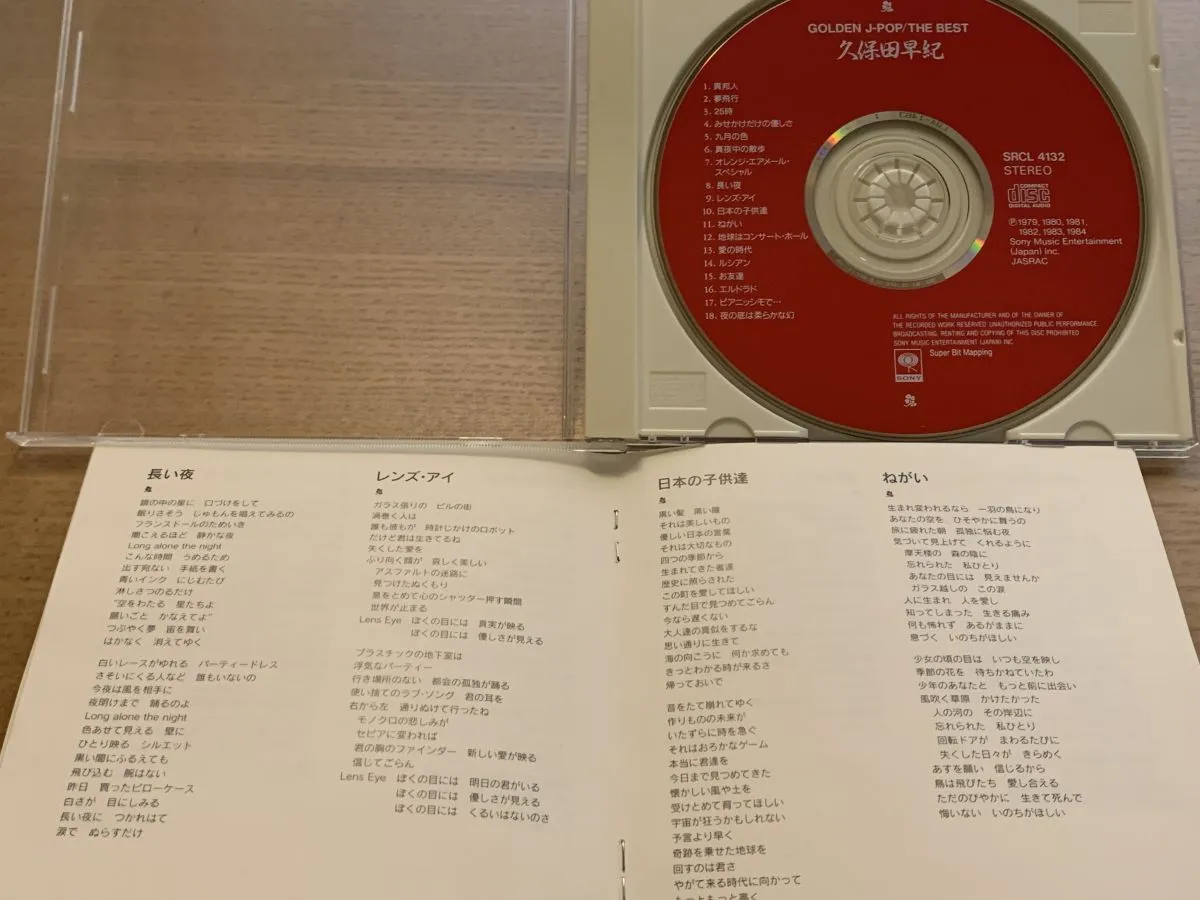 GOLDEN J-POP/THE BEST
久保田早紀
1. 異邦人
2. 夢飛行
3. 25時
4. みせかけだけの優しさ
5. 九月の色
6. 真夜中の散歩
7. オレンジ・エアメール・
スペシャル
8. 長い夜
9. レンズ・アイ
10. 日本の子供達
11. ねがい
12. 地球はコンサート・ホール
13. 愛の時代
14. ルシアン
15. お友達
16. エルドラド
17. ピアニッシモで…
18. 夜の底は柔らかな幻
SRCL 4132
STEREO
COMPACT
disc
DIGITAL AUDIO
℗1979, 1980, 1981,
1982, 1983, 1984
Sony Music Entertainment
(Japan) Inc.
JASRAC
ALL RIGHTS OF THE MANUFACTURER AND OF THE OWNER OF
THE RECORDED WORK RESERVED UNAUTHORIZED PUBLIC PERFORMANCE.
BROADCASTING, RENTING AND COPYING OF THIS DISC PROHIBITED
SONY MUSIC ENTERTAINMENT (JAPAN) INC
Super Bit Mapping
SONY
長い夜
鏡の中の星に 口づけをして
眠りさそう じゅもんを唱えてみるの
フランスドールのためいき
聞こえるほど 静かな夜
Long alone the night
こんな時間 うめるため
出す宛ない 手紙を書く
青いインク にじむたび
淋しさつのるだけ
"空をわたる 星たちよ
願いごと かなえてよ"
つぶやく夢 宙を舞い
はかなく 消えてゆく
白いレースがゆれる パーティードレス
さそいにくる人など 誰もいないの
今夜は風を相手に
夜明けまで 踊るのよ
Long alone the night
色あせて見える 壁に
ひとり映る シルエット
黒い闇にふるえても
飛び込む 腕はない
昨日 買ったピローケース
白さが 目にしみる
長い夜に つかれはて
涙で ぬらすだけ
レンズ・アイ
ガラス張りの ビルの街
渦巻く人は
誰も彼もが 時計じかけのロボット
だけど君は生きてるね
失くした愛を
ふり向く顔が 哀しく美しい
アスファルトの迷路に
見つけたぬくもり
息をとめて心のシャッター押す瞬間
世界が止まる
Lens Eye ぼくの目には 真実が映る
ぼくの目には 優しさが見える
プラスチックの地下室は
浮気なパーティー
行き場所のない 都会の孤独が踊る
使い捨てのラブ・ソング 君の耳を
右から左 通りぬけて行ったね
モノクロの悲しみが
セピアに変われば
君の胸のファインダー 新しい愛が映る
信じてごらん
Lens Eye ぼくの目には 明日の君がいる
ぼくの目には 優しさが見える
ぼくの目には くるいはないのさ
日本の子供達
黒い髪 黒い瞳
それは美しいもの
優しい日本の言葉
それは大切なもの
四つの季節から
生まれてきた者達
歴史に照らされた
この町を愛してほしい
すんだ目で見つめてごらん
今なら遅くない
大人達の真似をするな
思い通りに生きて
海の向こうに 何か求めても
きっとわかる時が来るさ
帰っておいで
音をたて崩れてゆく
作りものの未来が
いたずらに時を急ぐ
それはおろかなゲーム
本当に君達を
今日まで見つめてきた
懐かしい風や土を
受けとめて育ってほしい
宇宙が狂うかもしれない
予言より早く
奇跡を乗せた地球を
回すのは君さ
やがて来る時代に向かって
もっともっと高く
ねがい
生まれ変われるなら 一羽の鳥になり
あなたの空を ひそやかに舞うの
旅に疲れた朝 孤独に悩む夜
気づいて見上げて くれるように
摩天楼の 森の陰に
忘れられた 私ひとり
あなたの目には 見えませんか
ガラス越しの この涙
人に生まれ 人を愛し
知ってしまった 生きる痛み
何も怖れず あるがままに
息づく いのちがほしい
少女の頃の目は いつも空を映し
季節の花を 待ちかねていたわ
少年のあなたと もっと前に出会い
風吹く草原 かけたかった
人の河の その岸辺に
忘れられた 私ひとり
回転ドアが まわるたびに
失くした日々が きらめく
あすを願い 信じるから
鳥は飛びたち 愛し合える
ただのびやかに 生きて死んで
悔いない いのちがほしい